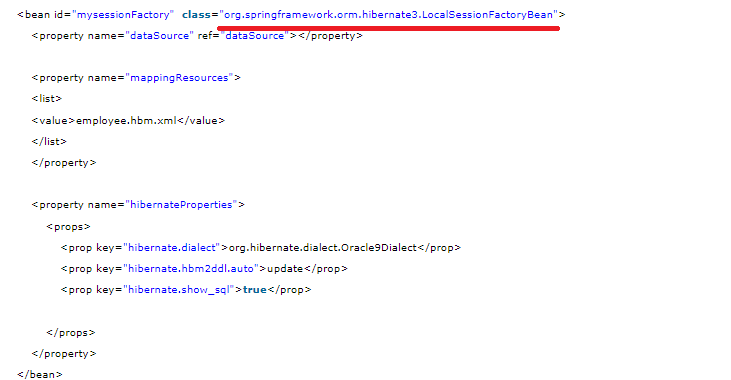 <bean id="mysessionFactory"  class="org.springframework.orm.hibernate3.LocalSessionFactoryBean">
<property name="dataSource" ref="dataSource"></property>
<property name="mappingResources">
<list>
<value>employee.hbm.xml</value>
</list>
</property>
<property name="hibernateProperties">
<props>
<prop key="hibernate.dialect">org.hibernate.dialect.Oracle9Dialect</prop>
<prop key="hibernate.hbm2ddl.auto">update</prop>
<prop key="hibernate.show_sql">true</prop>
</props>
</property>
</bean>